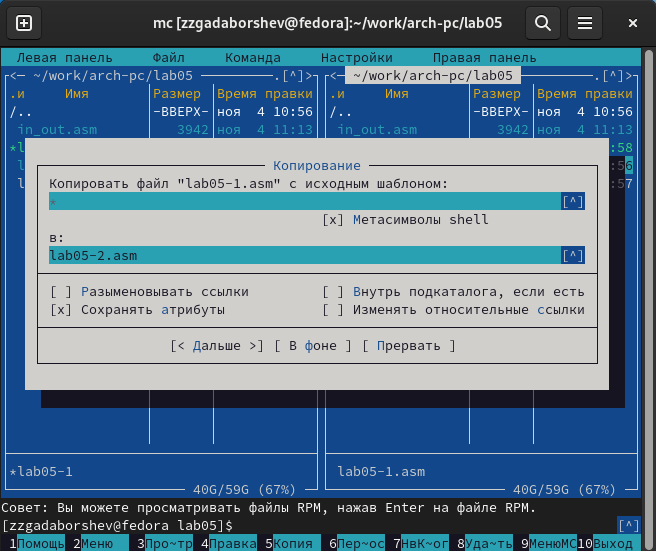 mc [zzgadaborshev@fedora]:~/work/arch-pc/lab05
Левая панель Файл Команда Настройки Правая панель
<─ ~/work/arch-pc/lab05 .[^]> <─ ~/work/arch-pc/lab05 .[^]>
.и Имя Размер Время правки .и Имя Размер Время правки
/.. -ВВЕРХ- ноя 4 10:56 /.. -ВВЕРХ- ноя 4 10:56
in_out.asm 3942 ноя 4 11:13 in_out.asm 3942 ноя 4 11:13
*l :58
l :56
l :57
Копирование
Копировать файл "lab05-1.asm" с исходным шаблоном:
* [^]
[x] Метасимволы shell
в:
lab05-2.asm [^]
[ ] Разыменовывать ссылки [ ] Внутрь подкаталога, если есть
[x] Сохранять атрибуты [ ] Изменять относительные ссылки
[< Дальше >] [ В фоне ] [ Прервать ]
*lab05-1 lab05-1.asm
40G/59G (67%) 40G/59G (67%)
Совет: Вы можете просматривать файлы RPM, нажав Enter на файле RPM.
[zzgadaborshev@fedora lab05]$ [^]
1Помощь 2Меню 3Про~тр 4Правка 5Копия 6Пер~ос 7НвК~ог 8Уда~ть 9МенюМС 10Выход